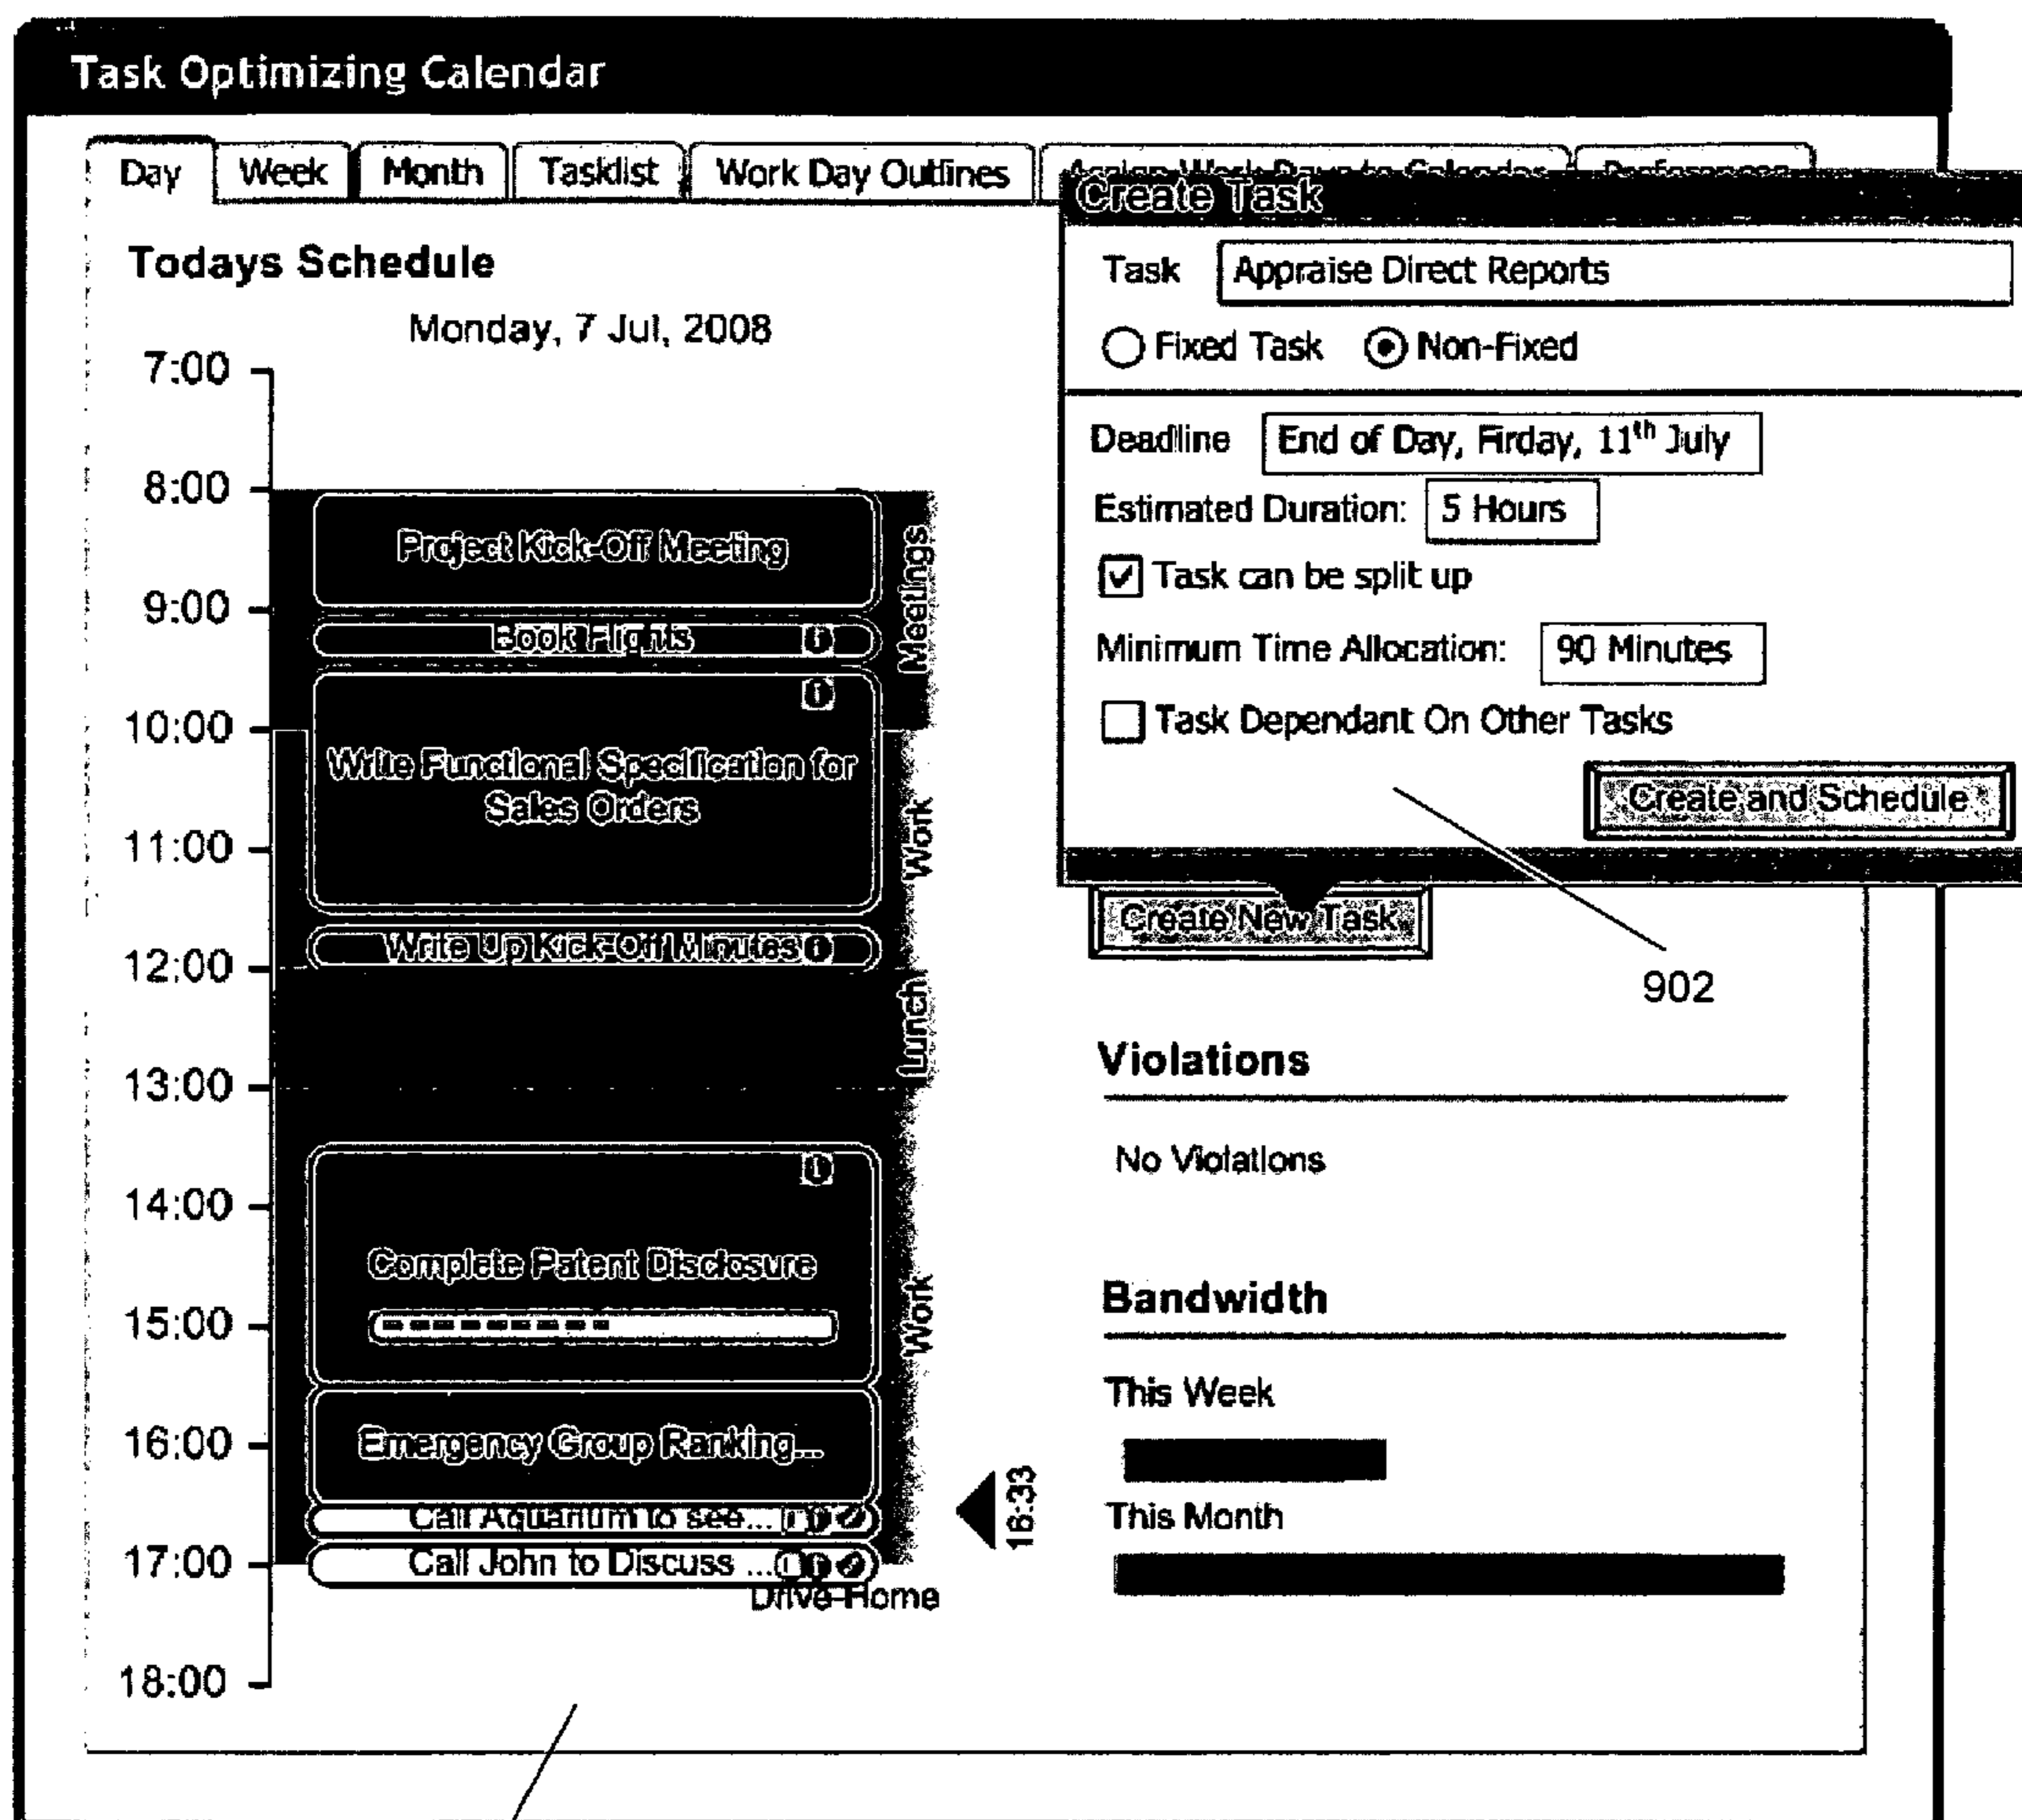 Task Optimizing Calendar
Day Week Month Tasklist Work Day Outlines Assign Work Days to Calendar Preferences
Todays Schedule
Monday, 7 Jul, 2008
7:00
8:00
Project Kick-Off Meeting
Meetings
9:00
Book Flights
10:00
Write Functional Specification for
Sales Orders
Work
11:00
Write Up Kick-Off Minutes
12:00
Lunch
13:00
14:00
Complete Patent Disclosure
15:00
Work
16:00
Emergency Group Ranking...
16:33
Call Aquarium to see...
17:00
Call John to Discuss ...
Drive Home
18:00
Create Task
Task Appraise Direct Reports
Fixed Task Non-Fixed
Deadline End of Day, Firday, 11th July
Estimated Duration: 5 Hours
Task can be split up
Minimum Time Allocation: 90 Minutes
Task Dependant On Other Tasks
Create and Schedule
Create New Task
902
Violations
No Violations
Bandwidth
This Week
This Month